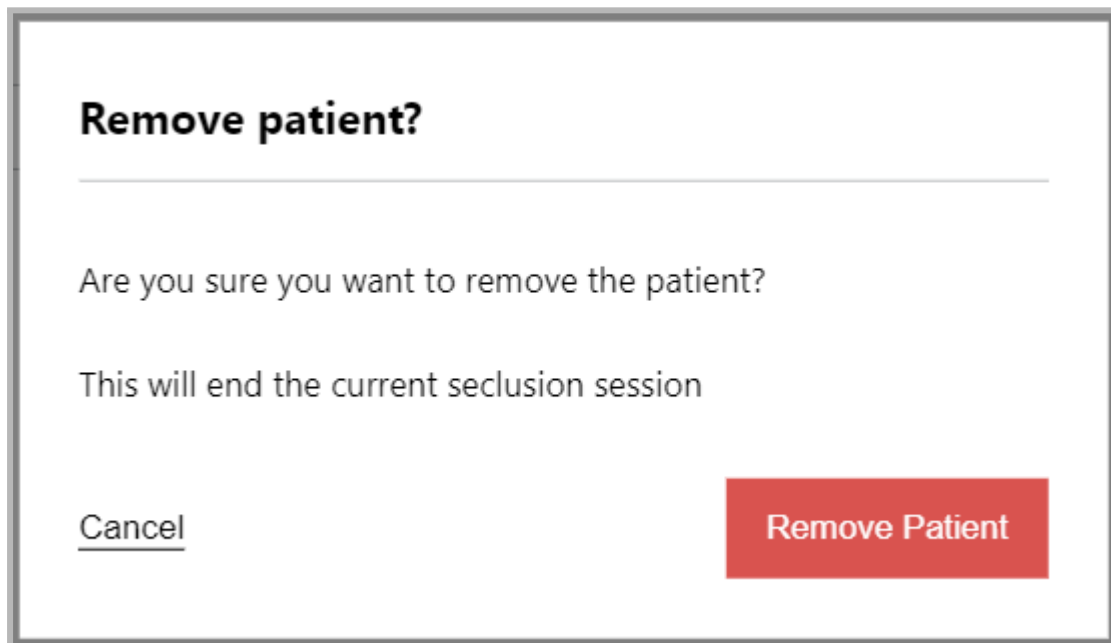 Remove patient?
Are you sure you want to remove the patient?
This will end the current seclusion session
Cancel
Remove Patient